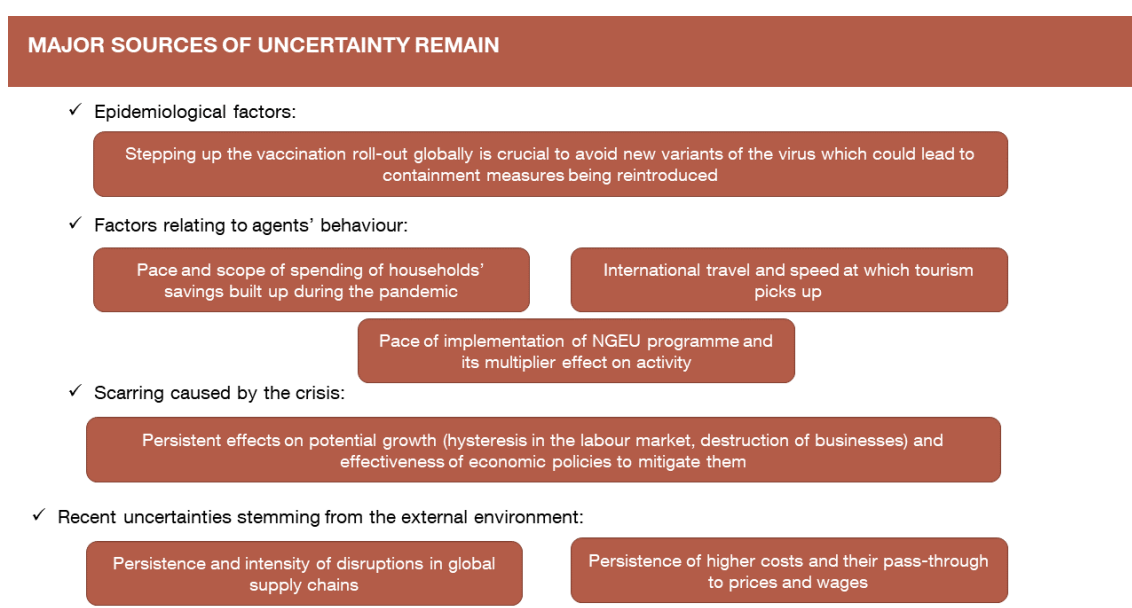 MAJOR SOURCES OF UNCERTAINTY REMAIN
✓ Epidemiological factors:
Stepping up the vaccination roll-out globally is crucial to avoid new variants of the virus which could lead to
containment measures being reintroduced
✓ Factors relating to agents’ behaviour:
Pace and scope of spending of households’
savings built up during the pandemic
International travel and speed at which tourism
picks up
Pace of implementation of NGEU programme and
its multiplier effect on activity
✓ Scarring caused by the crisis:
Persistent effects on potential growth (hysteresis in the labour market, destruction of businesses) and
effectiveness of economic policies to mitigate them
✓ Recent uncertainties stemming from the external environment:
Persistence and intensity of disruptions in global
supply chains
Persistence of higher costs and their pass-through
to prices and wages